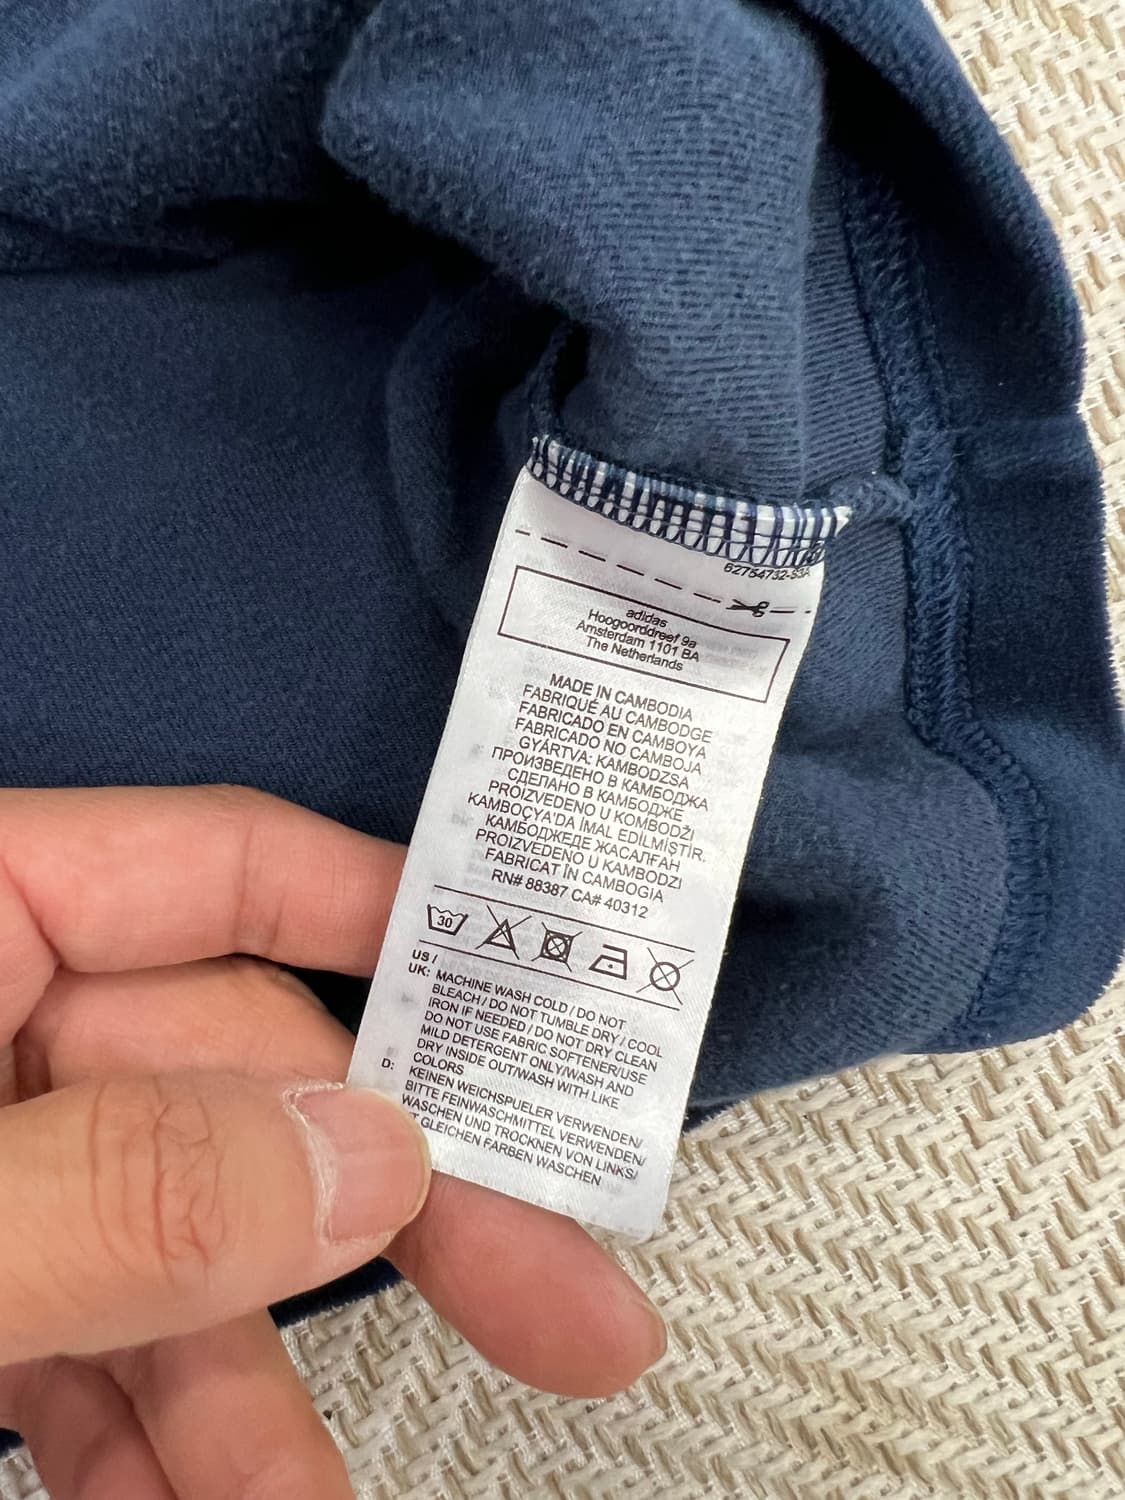 62754732-S3A
adidas
Hoogoorddreef 9a
Amsterdam 1101 BA
The Netherlands
MADE IN CAMBODIA
FABRIQUÉ AU CAMBODGE
FABRICADO EN CAMBOYA
FABRICADO NO CAMBOJA
GYÁRTVA: KAMBODZSA
ПРОИЗВЕДЕНО В КАМБОДЖА
СДЕЛАНО В КАМБОДЖЕ
PROIZVEDENO U KOMBODŽI
KAMBOÇYA'DA İMAL EDİLMİŞTİR.
КАМБОДЖЕДЕ ЖАСАЛҒАН
PROIZVEDENO U KAMBODZI
FABRICAT ÎN CAMBOGIA
RN# 88387 CA# 40312
30
US /
UK: MACHINE WASH COLD / DO NOT
BLEACH / DO NOT TUMBLE DRY / COOL
IRON IF NEEDED / DO NOT DRY CLEAN
DO NOT USE FABRIC SOFTENER/USE
MILD DETERGENT ONLY/WASH AND
DRY INSIDE OUT/WASH WITH LIKE
COLORS
D: KEINEN WEICHSPUELER VERWENDEN/
BITTE FEINWASCHMITTEL VERWENDEN/
WASCHEN UND TROCKNEN VON LINKS/
GLEICHEN FARBEN WASCHEN